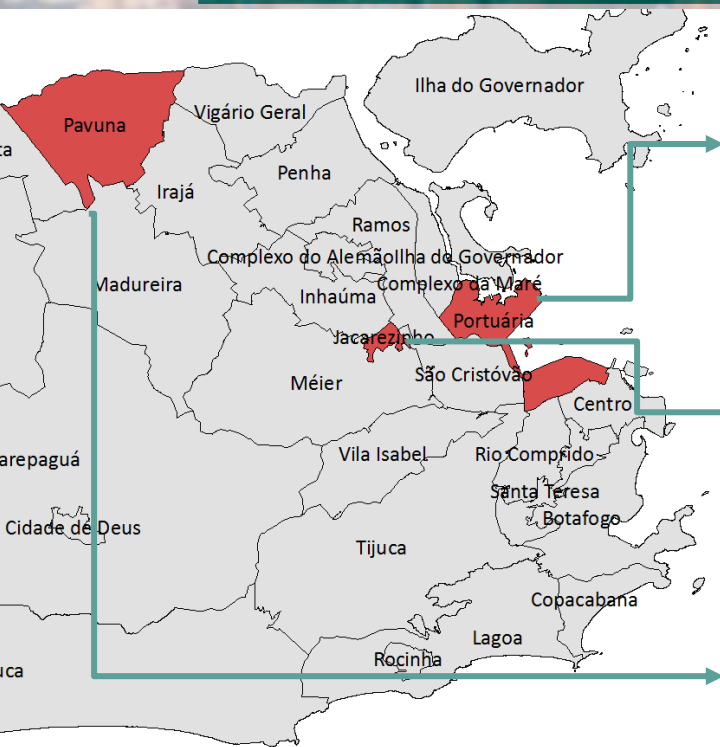 Ilha do Governador
Vigário Geral
Pavuna
ta
Penha
Irajá
Ramos
Complexo do Alemão
Ilha do Governador
Madureira
Complexo da Maré
Inhaúma
Portuária
Jacarezinho
São Cristóvão
Méier
Centro
Vila Isabel
Rio Comprido
arepaguá
Santa Teresa
Botafogo
Cidade de Deus
Tijuca
Copacabana
Lagoa
Rocinha
uca